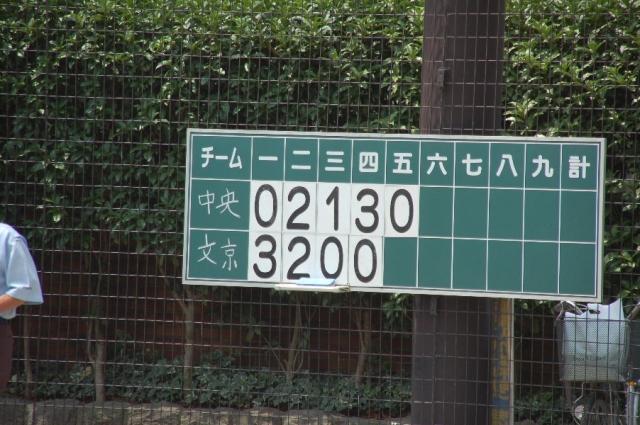 チーム 一 二 三 四 五 六 七 八 九 計
中央 0 2 1 3 0
文京 3 2 0 0